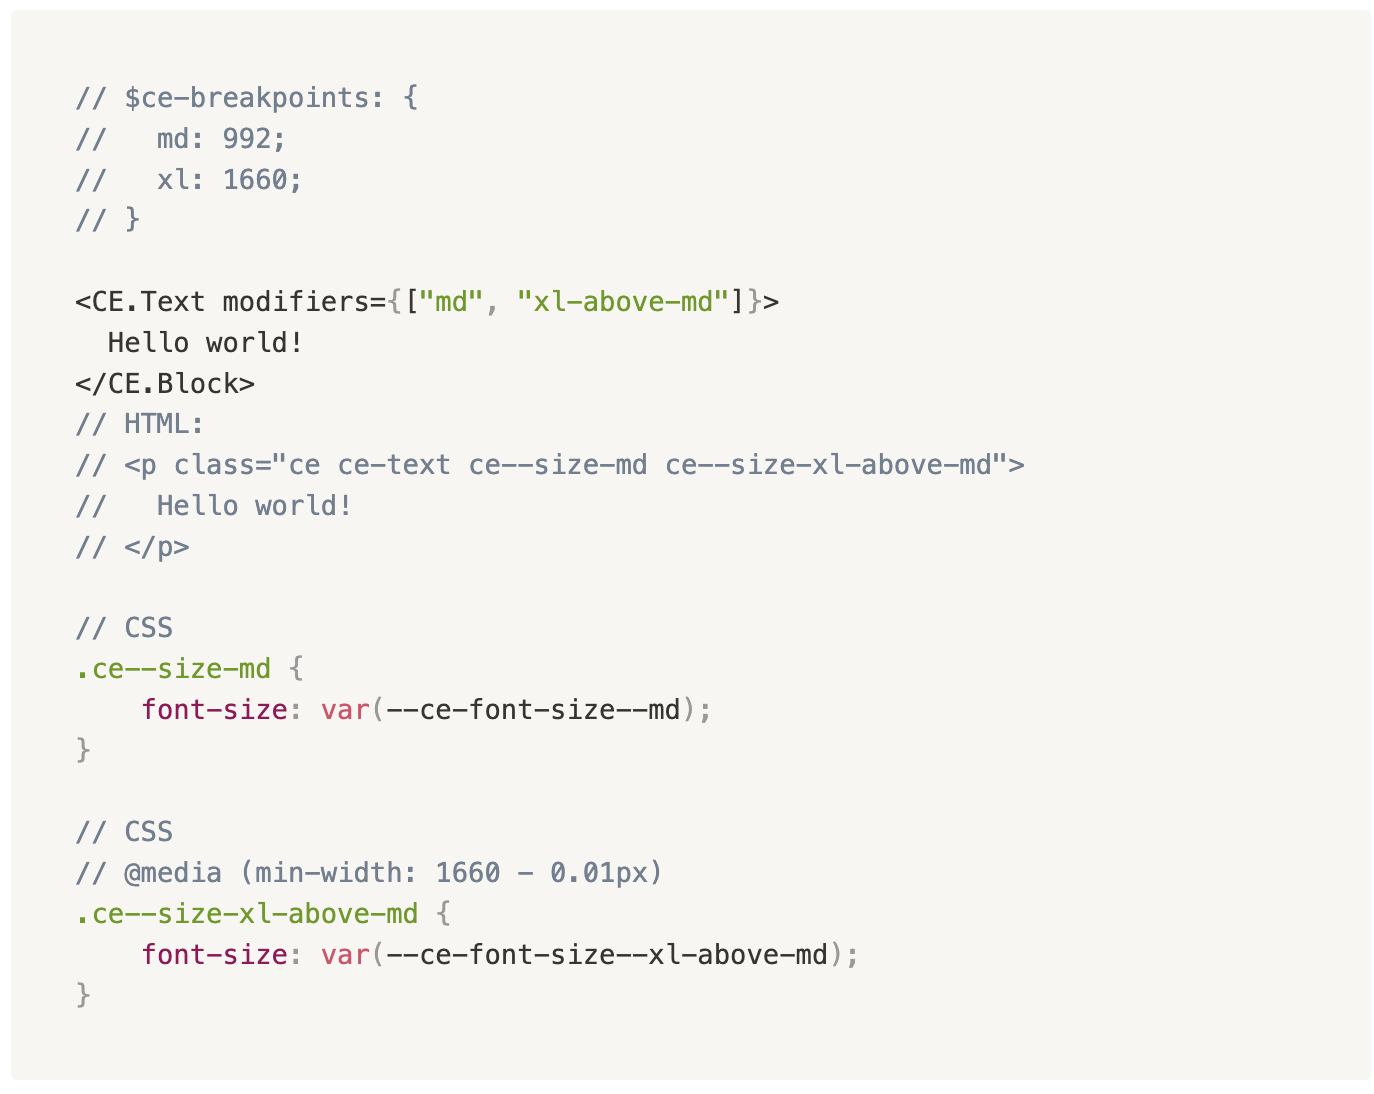 // $ce-breakpoints: {
//   md: 992;
//   xl: 1660;
// }
<CE.Text modifiers={["md", "xl-above-md"]}>
  Hello world!
</CE.Block>
// HTML:
// <p class="ce ce-text ce--size-md ce--size-xl-above-md">
//   Hello world!
// </p>
// CSS
.ce--size-md {
    font-size: var(--ce-font-size--md);
}
// CSS
// @media (min-width: 1660 - 0.01px)
.ce--size-xl-above-md {
    font-size: var(--ce-font-size--xl-above-md);
}